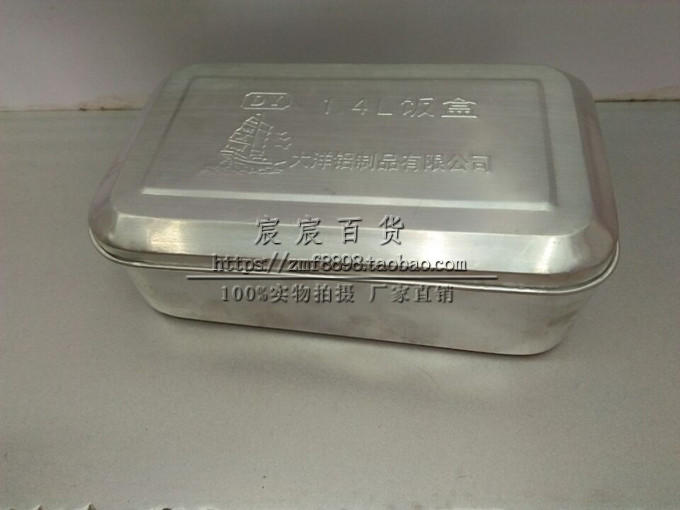 DY 14L饭盒
大洋铝制品有限公司
宸宸百货
https://zmf8898.taobao.com
100%实物拍摄 厂家直销